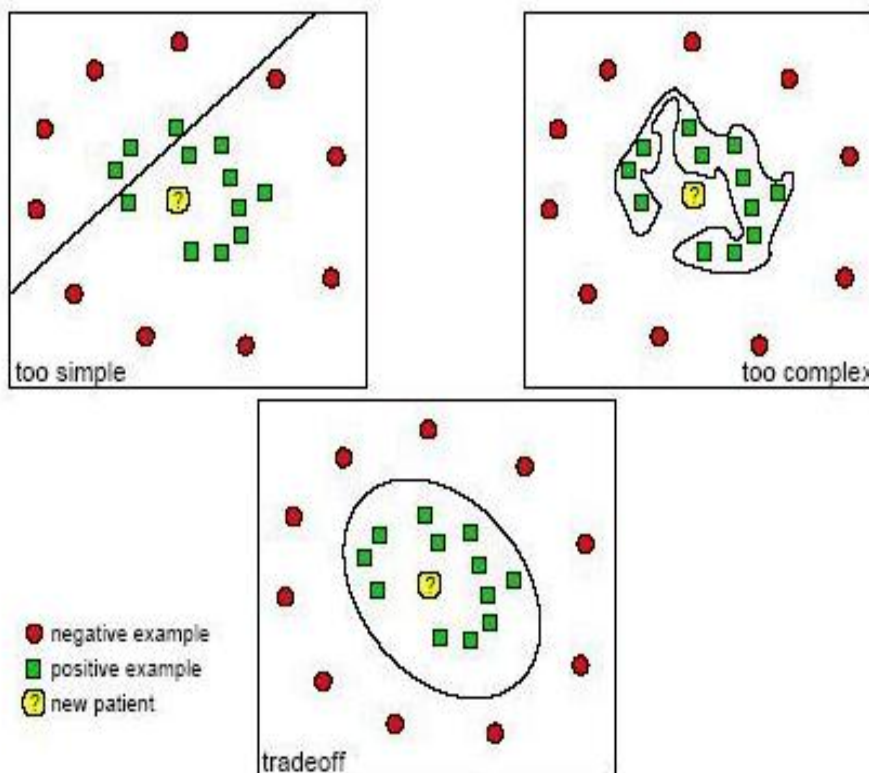 ?
too simple
?
too complex
?
negative example
positive example
? new patient
tradeoff